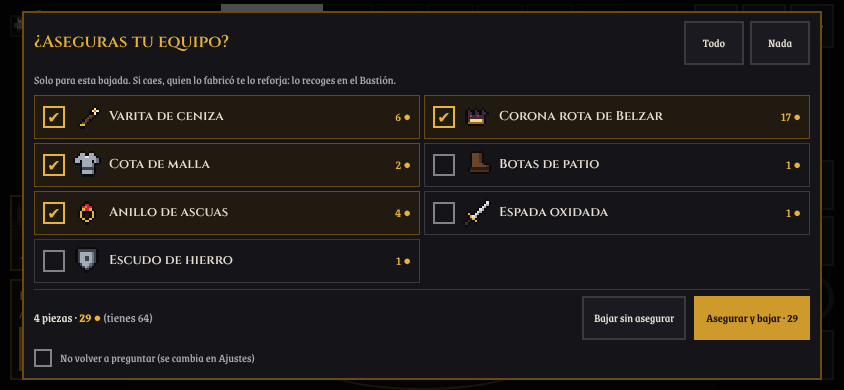 ¿Aseguras tu equipo?
Todo
Nada
Solo para esta bajada. Si caes, quien lo fabricó te lo reforja: lo recoges en el Bastión.
Varita de ceniza 6
Corona rota de Belzar 17
Cota de malla 2
Botas de patio 1
Anillo de ascuas 4
Espada oxidada 1
Escudo de hierro 1
4 piezas · 29 (tienes 64)
Bajar sin asegurar
Asegurar y bajar · 29
No volver a preguntar (se cambia en Ajustes)